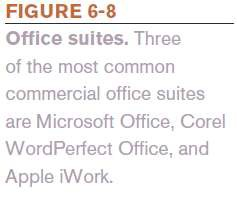 FIGURE 6-8
Office suites. Three
of the most common
commercial office suites
are Microsoft Office, Corel
WordPerfect Office, and
Apple iWork.